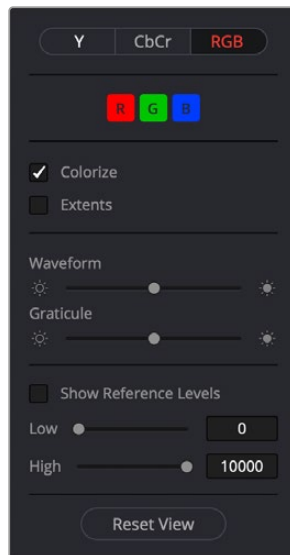 Y CbCr RGB
R G B
Colorize
Extents
Waveform
Graticule
Show Reference Levels
Low 0
High 10000
Reset View